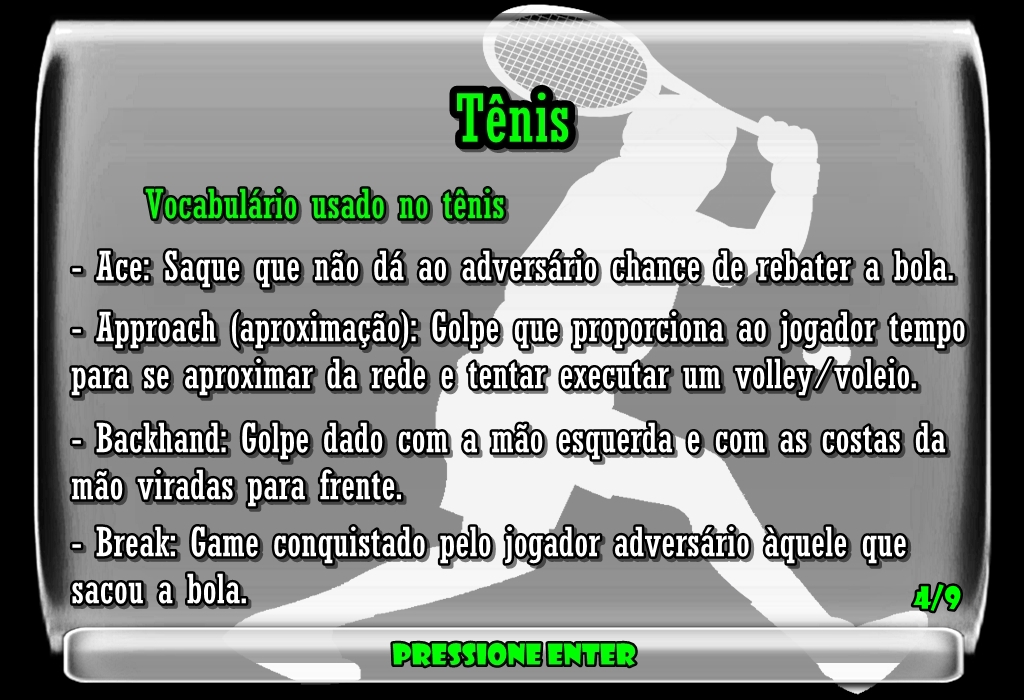 Tênis
Vocabulário usado no tênis
- Ace: Saque que não dá ao adversário chance de rebater a bola.
- Approach (aproximação): Golpe que proporciona ao jogador tempo
para se aproximar da rede e tentar executar um volley/voleio.
- Backhand: Golpe dado com a mão esquerda e com as costas da
mão viradas para frente.
- Break: Game conquistado pelo jogador adversário àquele que
sacou a bola.
4/9
PRESSIONE ENTER